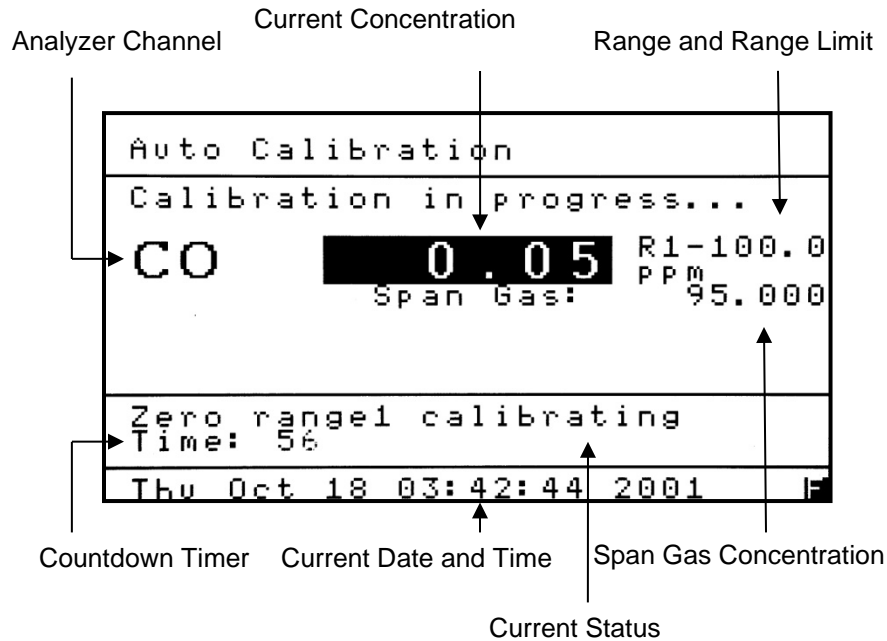 Current Concentration
Analyzer Channel
Range and Range Limit
Auto Calibration
Calibration in progress...
CO
0.05
R1-100.0
ppm
Span Gas: 95.000
Zero range1 calibrating
Time: 56
Thu Oct 18 03:42:44 2001
Countdown Timer
Current Date and Time
Span Gas Concentration
Current Status